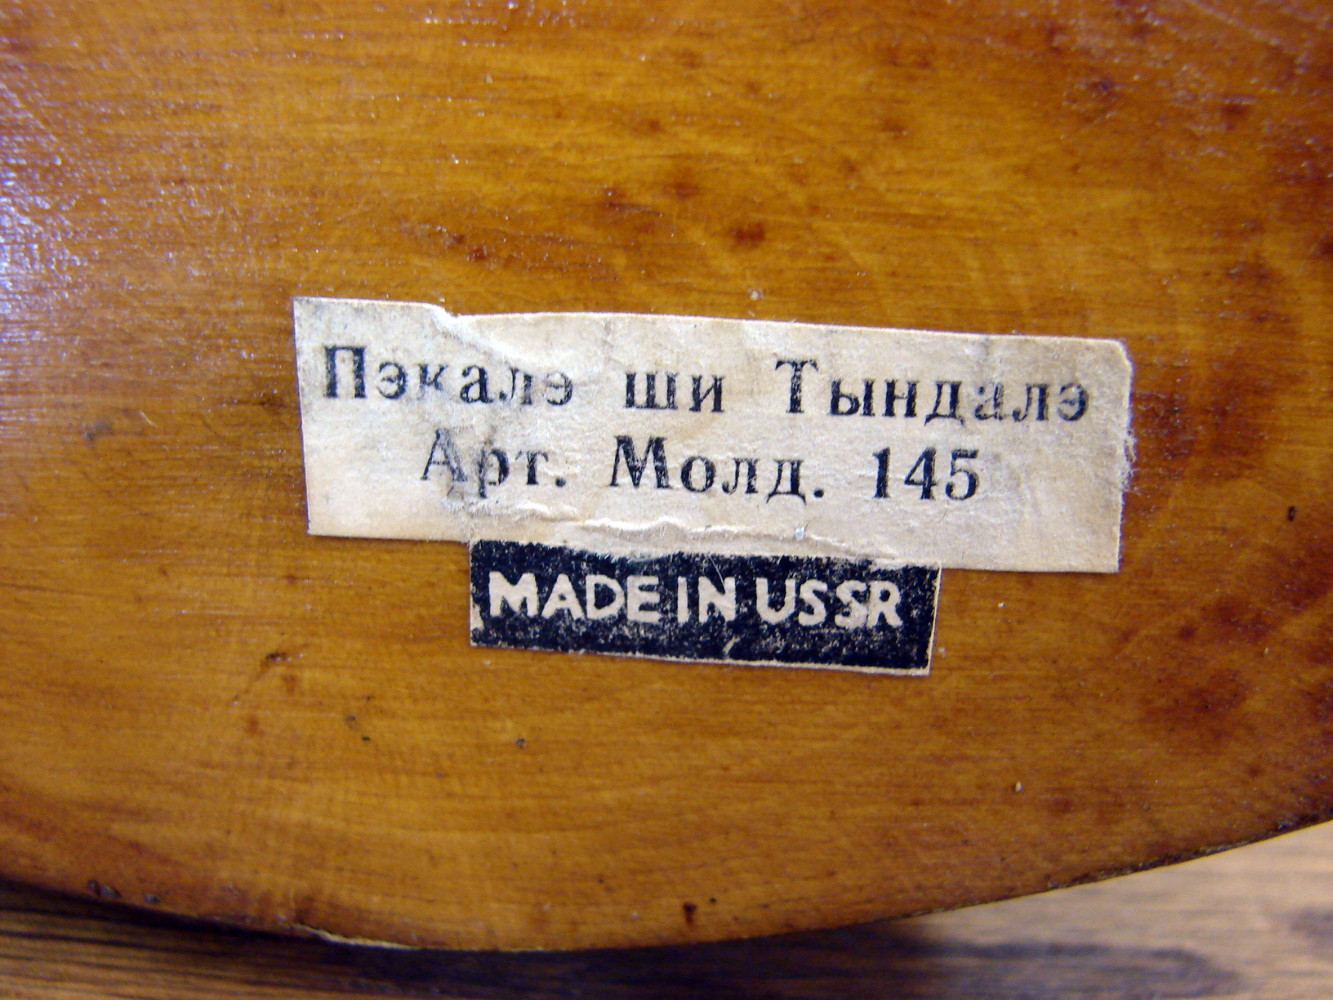 Пэкалэ ши Тындалэ
Арт. Молд. 145
MADE IN USSR